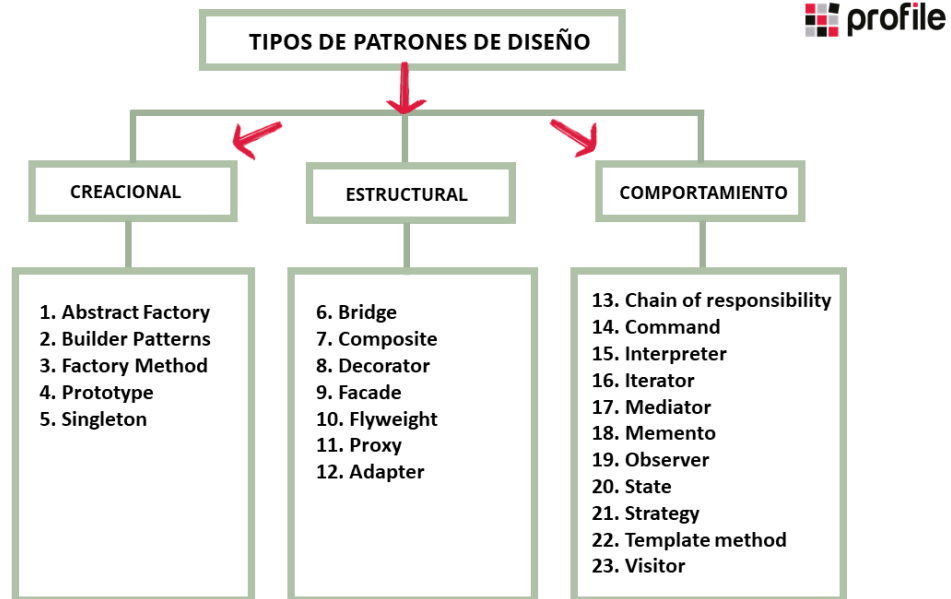 profile
TIPOS DE PATRONES DE DISEÑO
CREACIONAL
ESTRUCTURAL
COMPORTAMIENTO
1. Abstract Factory
2. Builder Patterns
3. Factory Method
4. Prototype
5. Singleton
6. Bridge
7. Composite
8. Decorator
9. Facade
10. Flyweight
11. Proxy
12. Adapter
13. Chain of responsibility
14. Command
15. Interpreter
16. Iterator
17. Mediator
18. Memento
19. Observer
20. State
21. Strategy
22. Template method
23. Visitor